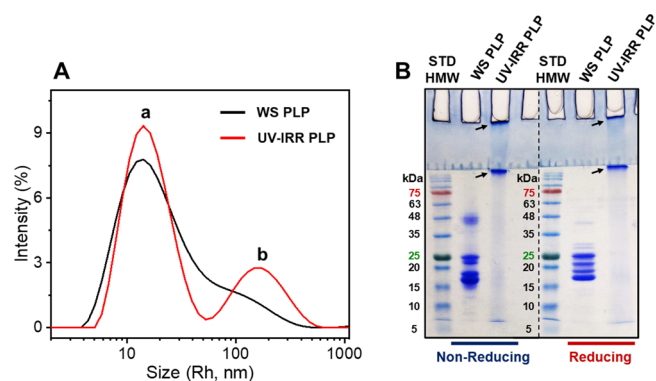 A
a
b
WS PLP
UV-IRR PLP
Intensity (%)
9
6
3
0
10
100
1000
Size (Rh, nm)
B
STD
HMW
WS PLP
UV-IRR PLP
STD
HMW
WS PLP
UV-IRR PLP
kDa
75
63
48
35
25
20
15
10
5
kDa
75
63
48
35
25
20
15
10
5
Non-Reducing
Reducing